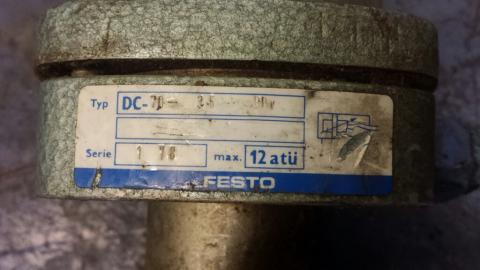 Typ DC-70-
Serie 1 78 max. 12 atü
FESTO